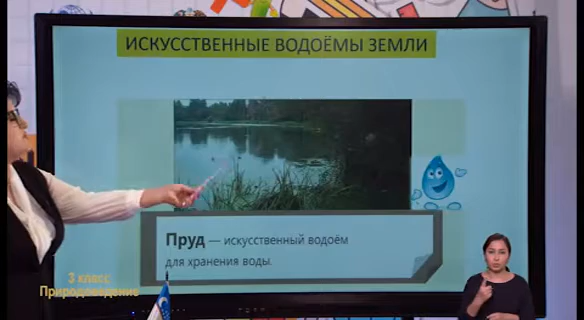 ИСКУССТВЕННЫЕ ВОДОЁМЫ ЗЕМЛИ
Пруд — искусственный водоём
для хранения воды.
3 класс
Природоведение